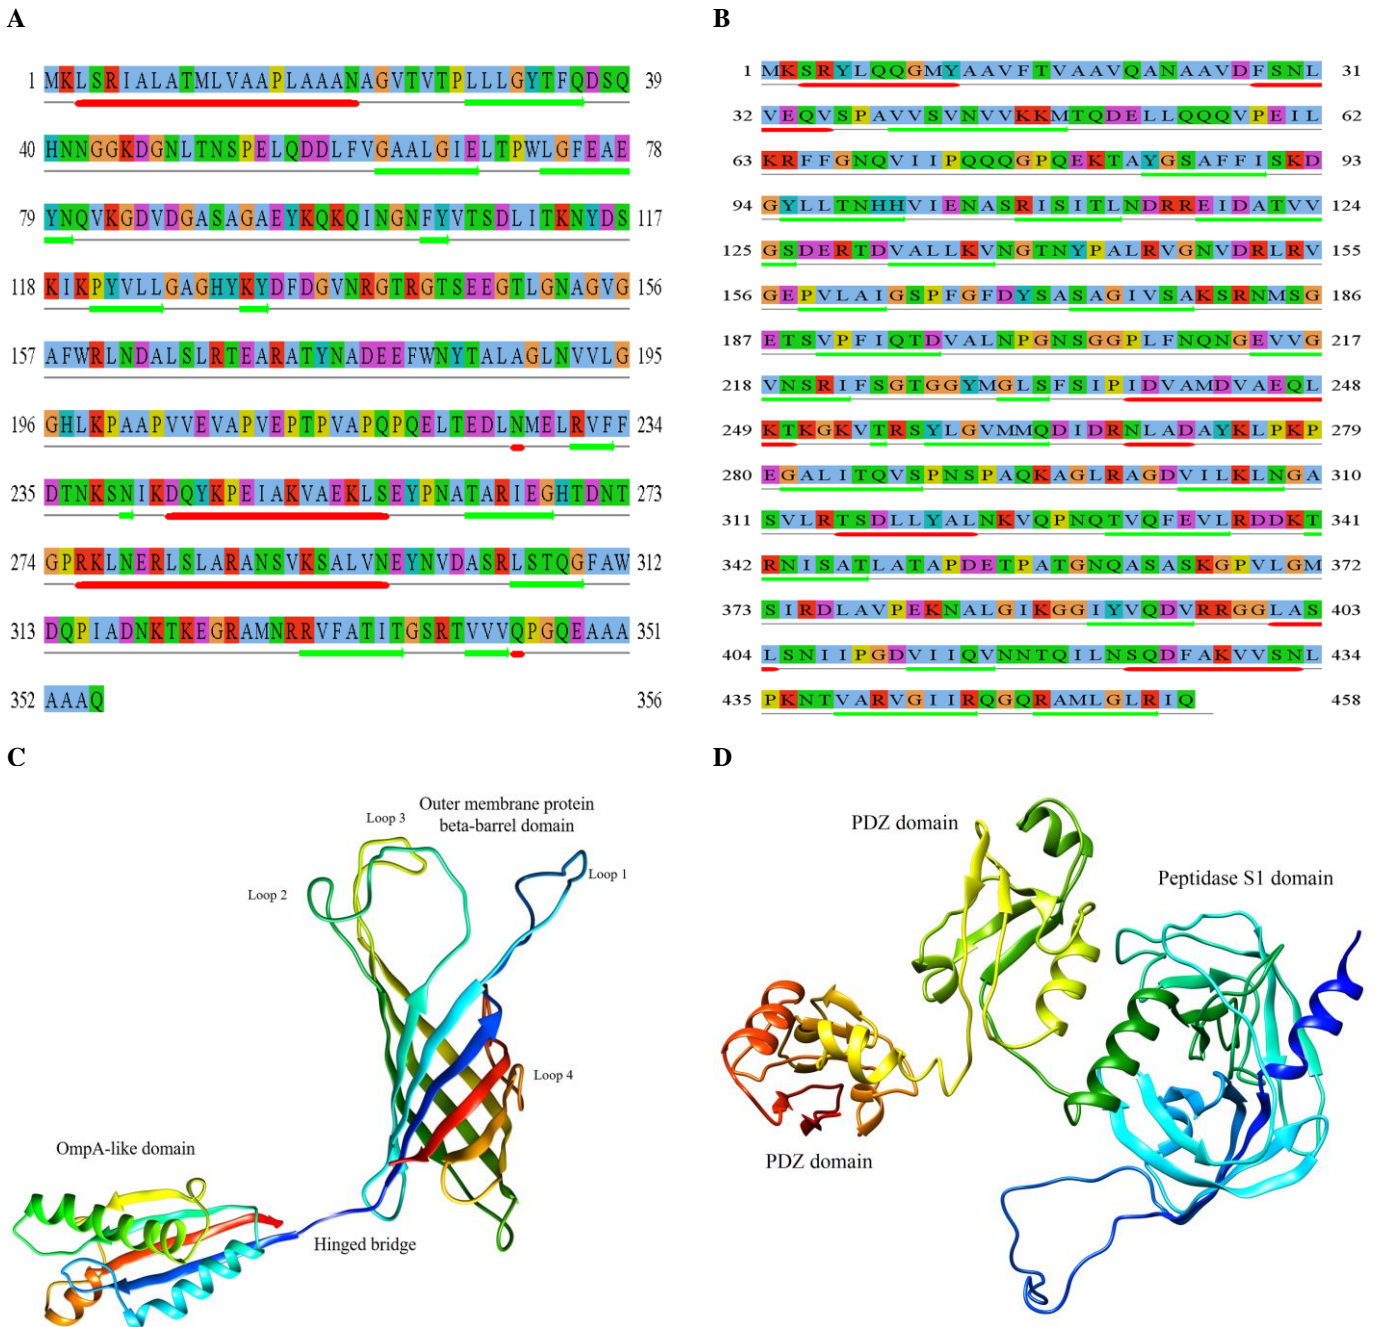 A
1 MKLSRIALATMLVAAPLAAANAGVTVTPLLLGYTFQDSQ 39
40 HNNGGKDGNLTNSPELQDDLFVGAALGIELTPWLGFEAE 78
79 YNQVKGDVDGASAGAEYKQKQINGNFYVTSDLITKNYDS 117
118 KIKPYVLLGAGHYKYDFDGVNRGTRGTSEEGTLGNAGVG 156
157 AFWRLNDALSLRTEARATYNADEEFWNYTALAGLNVVLG 195
196 GHLKPAAPVVEVAPVEPTPVAPQPQELTEDLNMELRVFF 234
235 DTNKSNIKDQYKPEIAKVAEKLSEYPNATARIEGHTDNT 273
274 GPRKLNERLSLARANSVKSALVNEYNVDASRLSTQGFAW 312
313 DQPIADNKTKEGRAMNRRVFATITGSRTVVVQPGQEAAA 351
352 AAAQ 356
B
1 MKSRYLQQGMYAAVFTVAAVQANAAVDFSNL 31
32 VEQVSPAVVSVNVVKKMTQDELLQQQVPEIL 62
63 KRFFGNQVIIPQQQGPQEKTAYGSAFFISKD 93
94 GYLLTNHHVIENASRISITLNDRREIDATVV 124
125 GSDERTDVALLKVNGTNYPALRVGNVDRLRV 155
156 GEPVLAIGSPFGFDYSASAGIVSAKSRNMSG 186
187 ETSVPFIQTDVALNPGNSGGPLFNQNGEVVG 217
218 VNSRIFSGTGGYMGLSFSIPIDVAMDVAEQL 248
249 KTKGKVTRSYLGVMMQDIDRNLADAYKLPKP 279
280 EGALITQVSPNSPAQKAGLRAGDVILKLNGA 310
311 SVLRTSDLLYALNKVQPNQTVQFEVLRDDKT 341
342 RNISATLATAPDETPATGNQASASKGPVLGM 372
373 SIRDLAVPEKNALGIKGGIYVQDVRRGGLAS 403
404 LSNIIPGDVIIQVNNTQILNSQDFAKVVSNL 434
435 PKNTVARVGIIRQGQRAMLGLRIQ 458
C
Outer membrane protein
beta-barrel domain
Loop 3
Loop 1
Loop 2
Loop 4
OmpA-like domain
Hinged bridge
D
PDZ domain
Peptidase S1 domain
PDZ domain